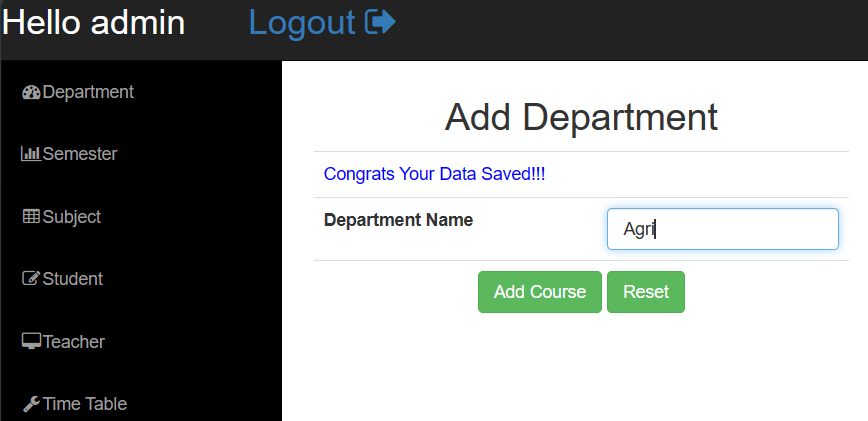 Hello admin Logout
Department
Semester
Subject
Student
Teacher
Time Table
Add Department
Congrats Your Data Saved!!!
Department Name Agri
Add Course Reset